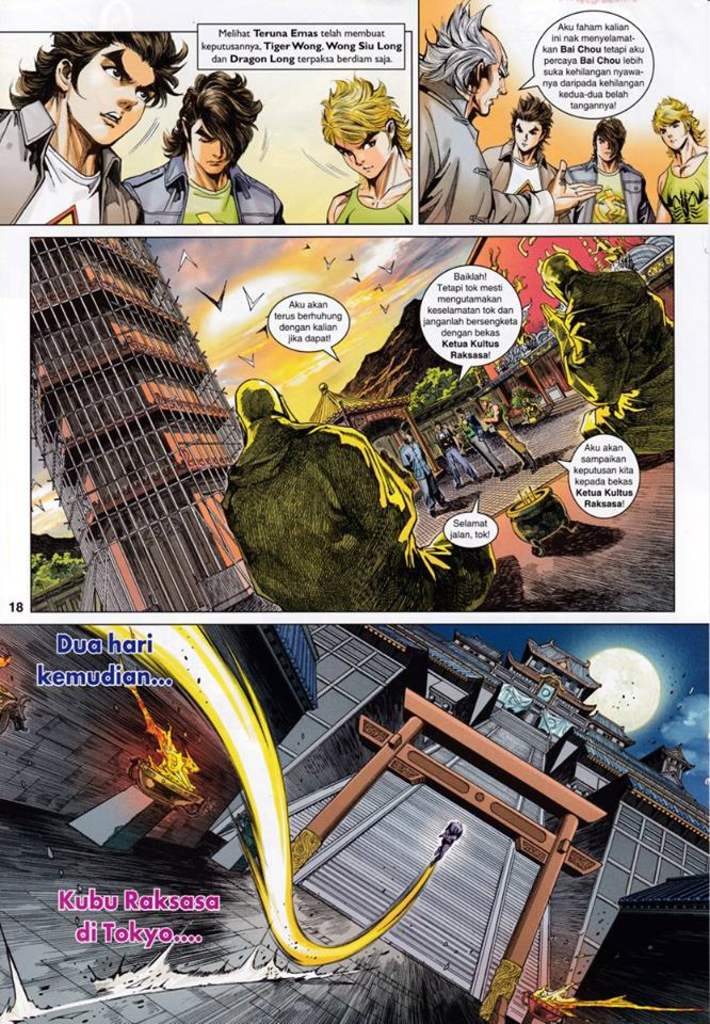 Melihat Teruna Emas telah membuat
keputusannya, Tiger Wong, Wong Siu Long
dan Dragon Long terpaksa berdiam saja.
Aku faham kalian
ini nak menyelamat-
kan Bai Chou tetapi aku
percaya Bai Chou lebih
suka kehilangan nyawa-
nya daripada kehilangan
kedua-dua belah
tangannya!
Aku akan
terus berhuhung
dengan kalian
jika dapat!
Baiklah!
Tetapi tok mesti
mengutamakan
keselamatan tok dan
janganlah bersengketa
dengan bekas
Ketua Kultus
Raksasa!
Aku akan
sampaikan
keputusan kita
kepada bekas
Ketua Kultus
Raksasa!
Selamat
jalan, tok!
18
Dua hari
kemudian...
Kubu Raksasa
di Tokyo....